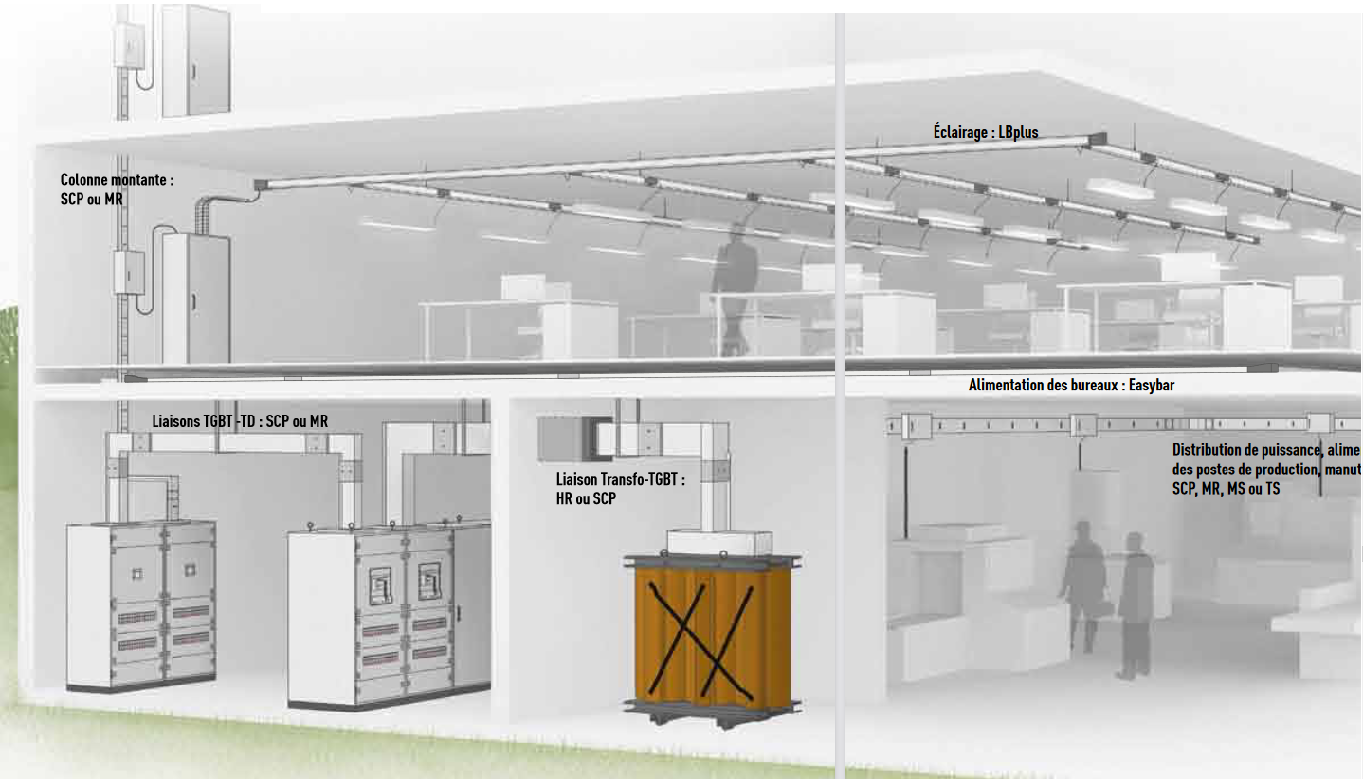 Éclairage : LBplus
Colonne montante :
SCP ou MR
Alimentation des bureaux : Easybar
Liaisons TGBT -TD : SCP ou MR
Liaison Transfo-TGBT :
HR ou SCP
Distribution de puissance, alime
des postes de production, manut
SCP, MR, MS ou TS